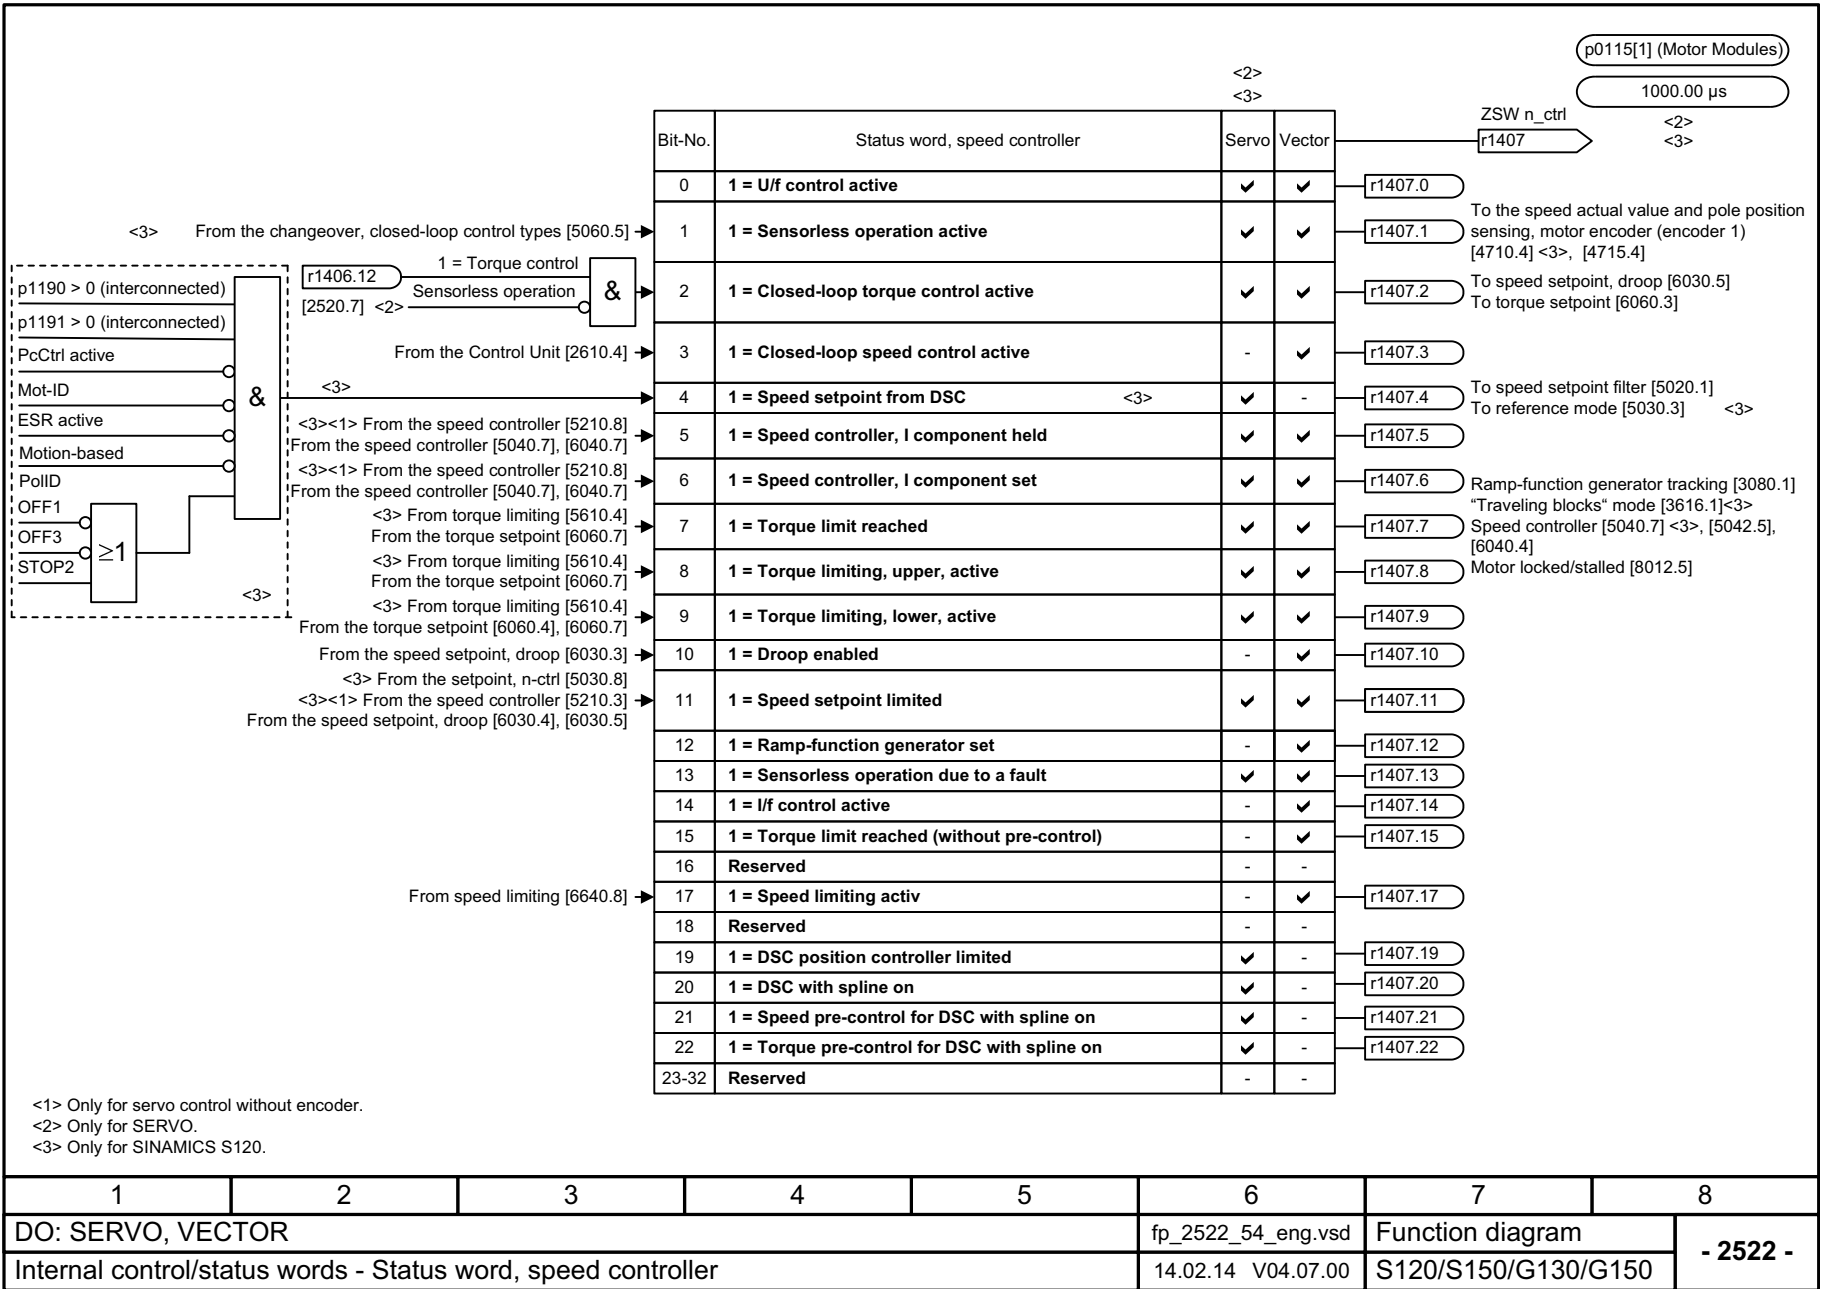 p0115[1] (Motor Modules)
1000.00 µs
<2>
<3>
<2>
<3>
ZSW n_ctrl
r1407
Bit-No. Status word, speed controller Servo Vector
0 1 = U/f control active ✔ ✔ r1407.0
<3> From the changeover, closed-loop control types [5060.5] 1 1 = Sensorless operation active ✔ ✔ r1407.1
To the speed actual value and pole position
sensing, motor encoder (encoder 1)
[4710.4] <3>, [4715.4]
r1406.12 1 = Torque control
[2520.7] <2> Sensorless operation
&
2 1 = Closed-loop torque control active ✔ ✔ r1407.2
To speed setpoint, droop [6030.5]
To torque setpoint [6060.3]
From the Control Unit [2610.4] 3 1 = Closed-loop speed control active - ✔ r1407.3
p1190 > 0 (interconnected)
p1191 > 0 (interconnected)
PcCtrl active
Mot-ID
ESR active
Motion-based
PolID
OFF1
OFF3
STOP2
≥1
&
<3>
<3>
4 1 = Speed setpoint from DSC <3> ✔ - r1407.4
To speed setpoint filter [5020.1]
To reference mode [5030.3] <3>
<3><1> From the speed controller [5210.8]
From the speed controller [5040.7], [6040.7]
5 1 = Speed controller, I component held ✔ ✔ r1407.5
<3><1> From the speed controller [5210.8]
From the speed controller [5040.7], [6040.7]
6 1 = Speed controller, I component set ✔ ✔ r1407.6
<3> From torque limiting [5610.4]
From the torque setpoint [6060.7]
7 1 = Torque limit reached ✔ ✔ r1407.7
Ramp-function generator tracking [3080.1]
“Traveling blocks“ mode [3616.1]<3>
Speed controller [5040.7] <3>, [5042.5],
[6040.4]
Motor locked/stalled [8012.5]
<3> From torque limiting [5610.4]
From the torque setpoint [6060.7]
8 1 = Torque limiting, upper, active ✔ ✔ r1407.8
<3> From torque limiting [5610.4]
From the torque setpoint [6060.4], [6060.7]
9 1 = Torque limiting, lower, active ✔ ✔ r1407.9
From the speed setpoint, droop [6030.3] 10 1 = Droop enabled - ✔ r1407.10
<3> From the setpoint, n-ctrl [5030.8]
<3><1> From the speed controller [5210.3]
From the speed setpoint, droop [6030.4], [6030.5]
11 1 = Speed setpoint limited ✔ ✔ r1407.11
12 1 = Ramp-function generator set - ✔ r1407.12
13 1 = Sensorless operation due to a fault ✔ ✔ r1407.13
14 1 = I/f control active - ✔ r1407.14
15 1 = Torque limit reached (without pre-control) - ✔ r1407.15
16 Reserved - -
From speed limiting [6640.8] 17 1 = Speed limiting activ - ✔ r1407.17
18 Reserved - -
19 1 = DSC position controller limited ✔ - r1407.19
20 1 = DSC with spline on ✔ - r1407.20
21 1 = Speed pre-control for DSC with spline on ✔ - r1407.21
22 1 = Torque pre-control for DSC with spline on ✔ - r1407.22
23-32 Reserved - -
<1> Only for servo control without encoder.
<2> Only for SERVO.
<3> Only for SINAMICS S120.
1 2 3 4 5 6 7 8
DO: SERVO, VECTOR fp_2522_54_eng.vsd Function diagram
Internal control/status words - Status word, speed controller 14.02.14 V04.07.00 S120/S150/G130/G150
- 2522 -